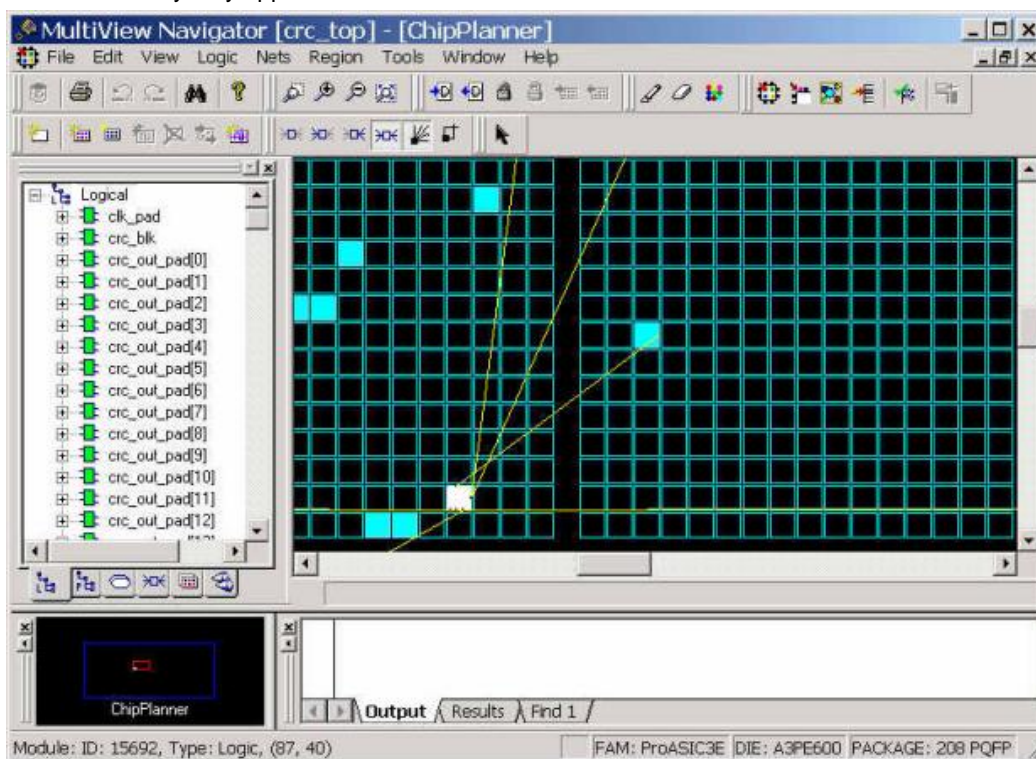 MultiView Navigator [crc_top] - [ChipPlanner]
File Edit View Logic Nets Region Tools Window Help
Logical
clk_pad
crc_blk
crc_out_pad[0]
crc_out_pad[1]
crc_out_pad[2]
crc_out_pad[3]
crc_out_pad[4]
crc_out_pad[5]
crc_out_pad[6]
crc_out_pad[7]
crc_out_pad[8]
crc_out_pad[9]
crc_out_pad[10]
crc_out_pad[11]
crc_out_pad[12]
ChipPlanner
Output Results Find 1
Module: ID: 15692, Type: Logic, (87, 40) FAM: ProASIC3E DIE: A3PE600 PACKAGE: 208 PQFP